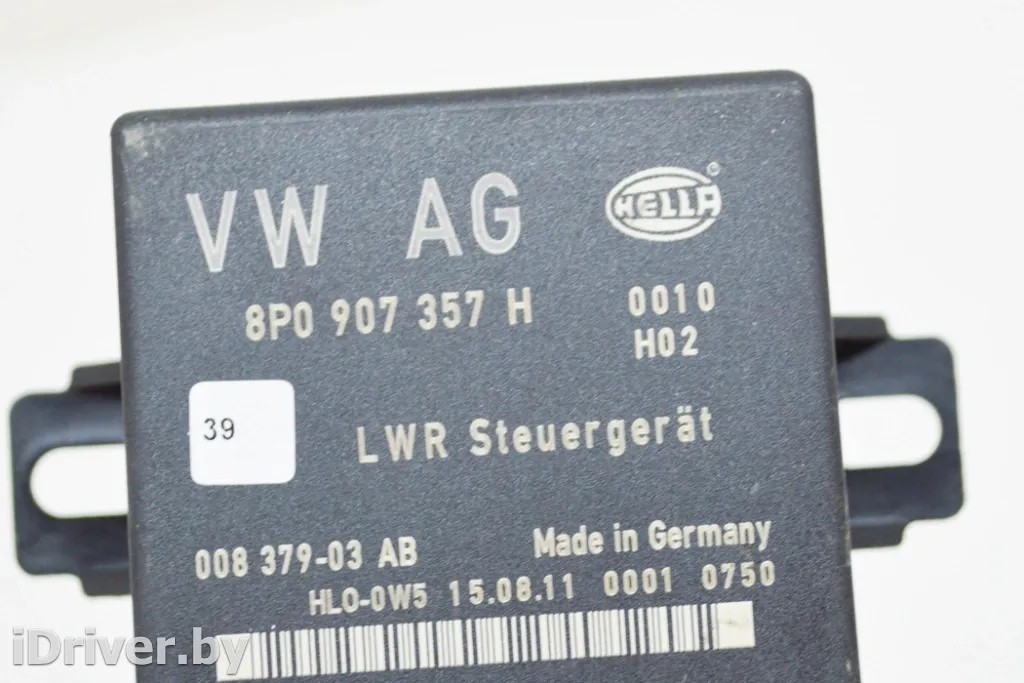 VW AG
HELLA
©
8P0 907 357 H
0010
H02
39
LWR Steuergerät
008 379-03 AB
Made in Germany
HLO-0W5 15.08.11 0001 0750
iDriver.by